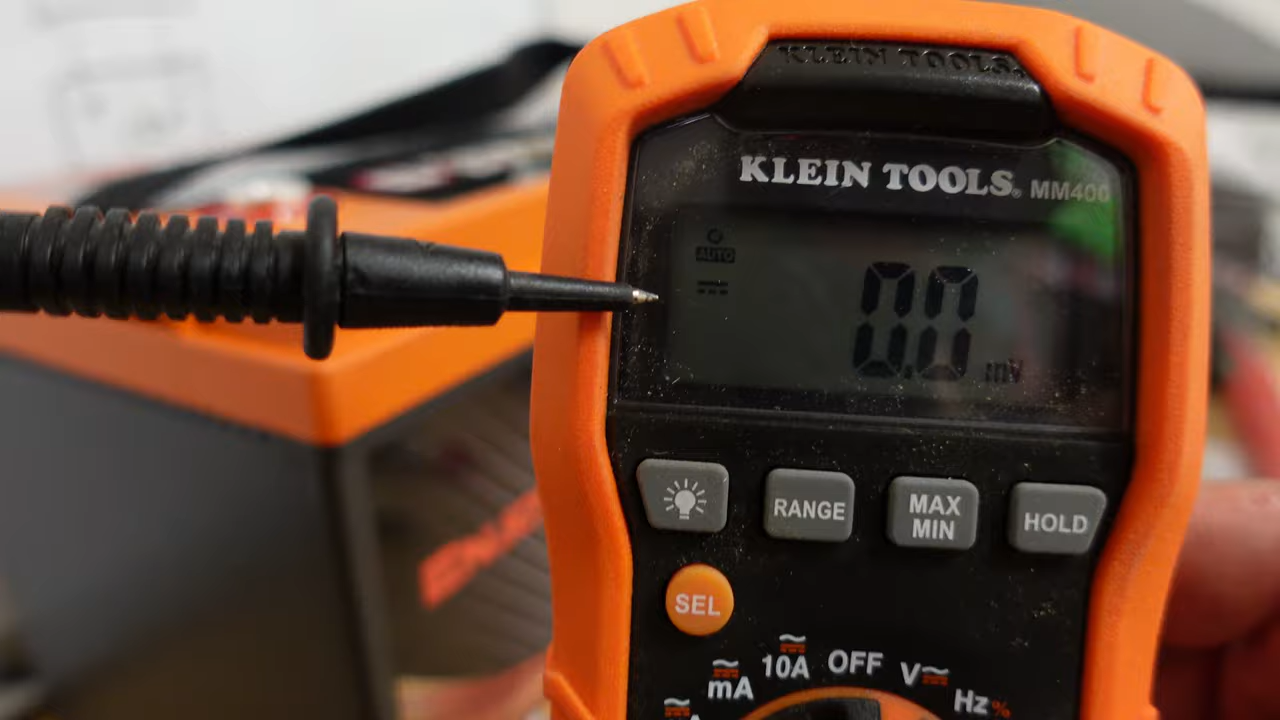 KLEIN TOOLS.
KLEIN TOOLS® MM400
AUTO
0.0 mV
RANGE
MAX
MIN
HOLD
SEL
mA
10A
OFF
V
Hz%
A